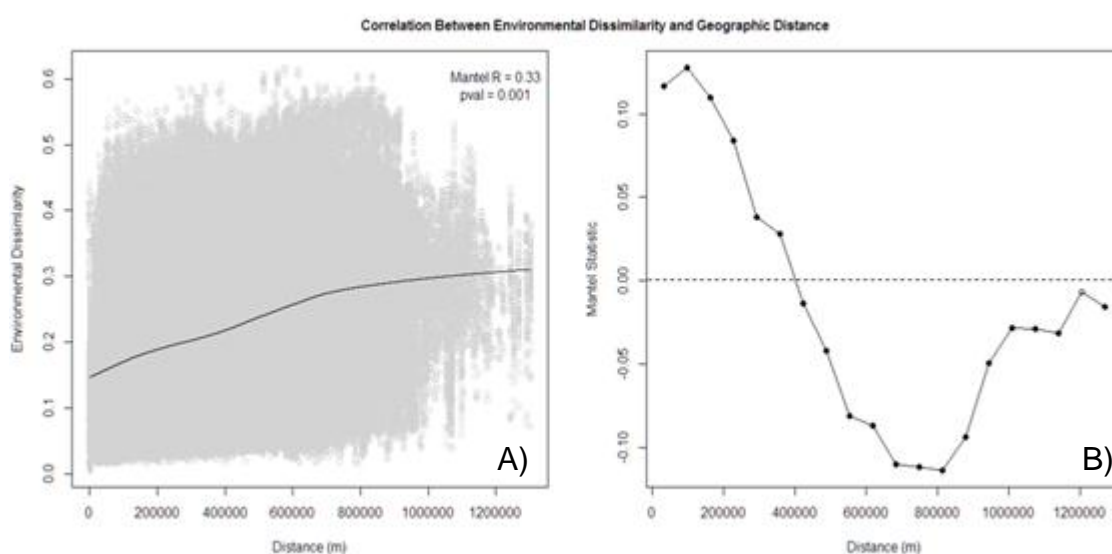 Correlation Between Environmental Dissimilarity and Geographic Distance
Mantel R = 0.33
pval = 0.001
Environmental Dissimiarity
0.0
0.1
0.2
0.3
0.4
0.5
0.6
0
200000
400000
600000
800000
1000000
1200000
Distance (m)
A)
Mantel Statistic
0.10
0.05
0.00
-0.05
-0.10
0
200000
400000
600000
800000
1000000
1200000
Distance (m)
B)